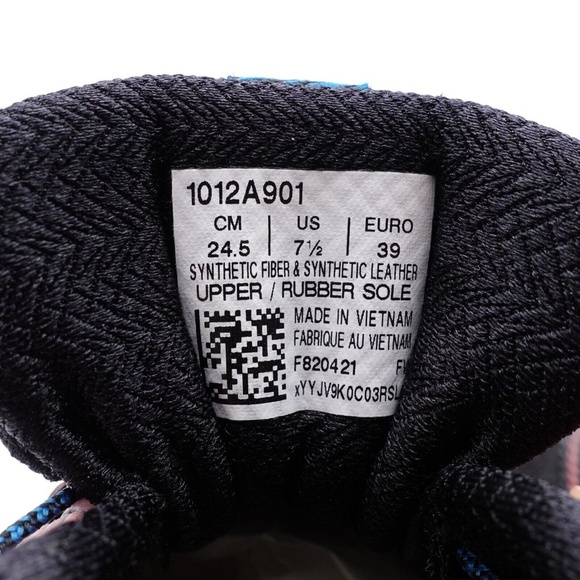 1012A901
CM | US | EURO
24.5 | 7½ | 39
SYNTHETIC FIBER & SYNTHETIC LEATHER
UPPER / RUBBER SOLE
MADE IN VIETNAM
FABRIQUE AU VIETNAM
F820421